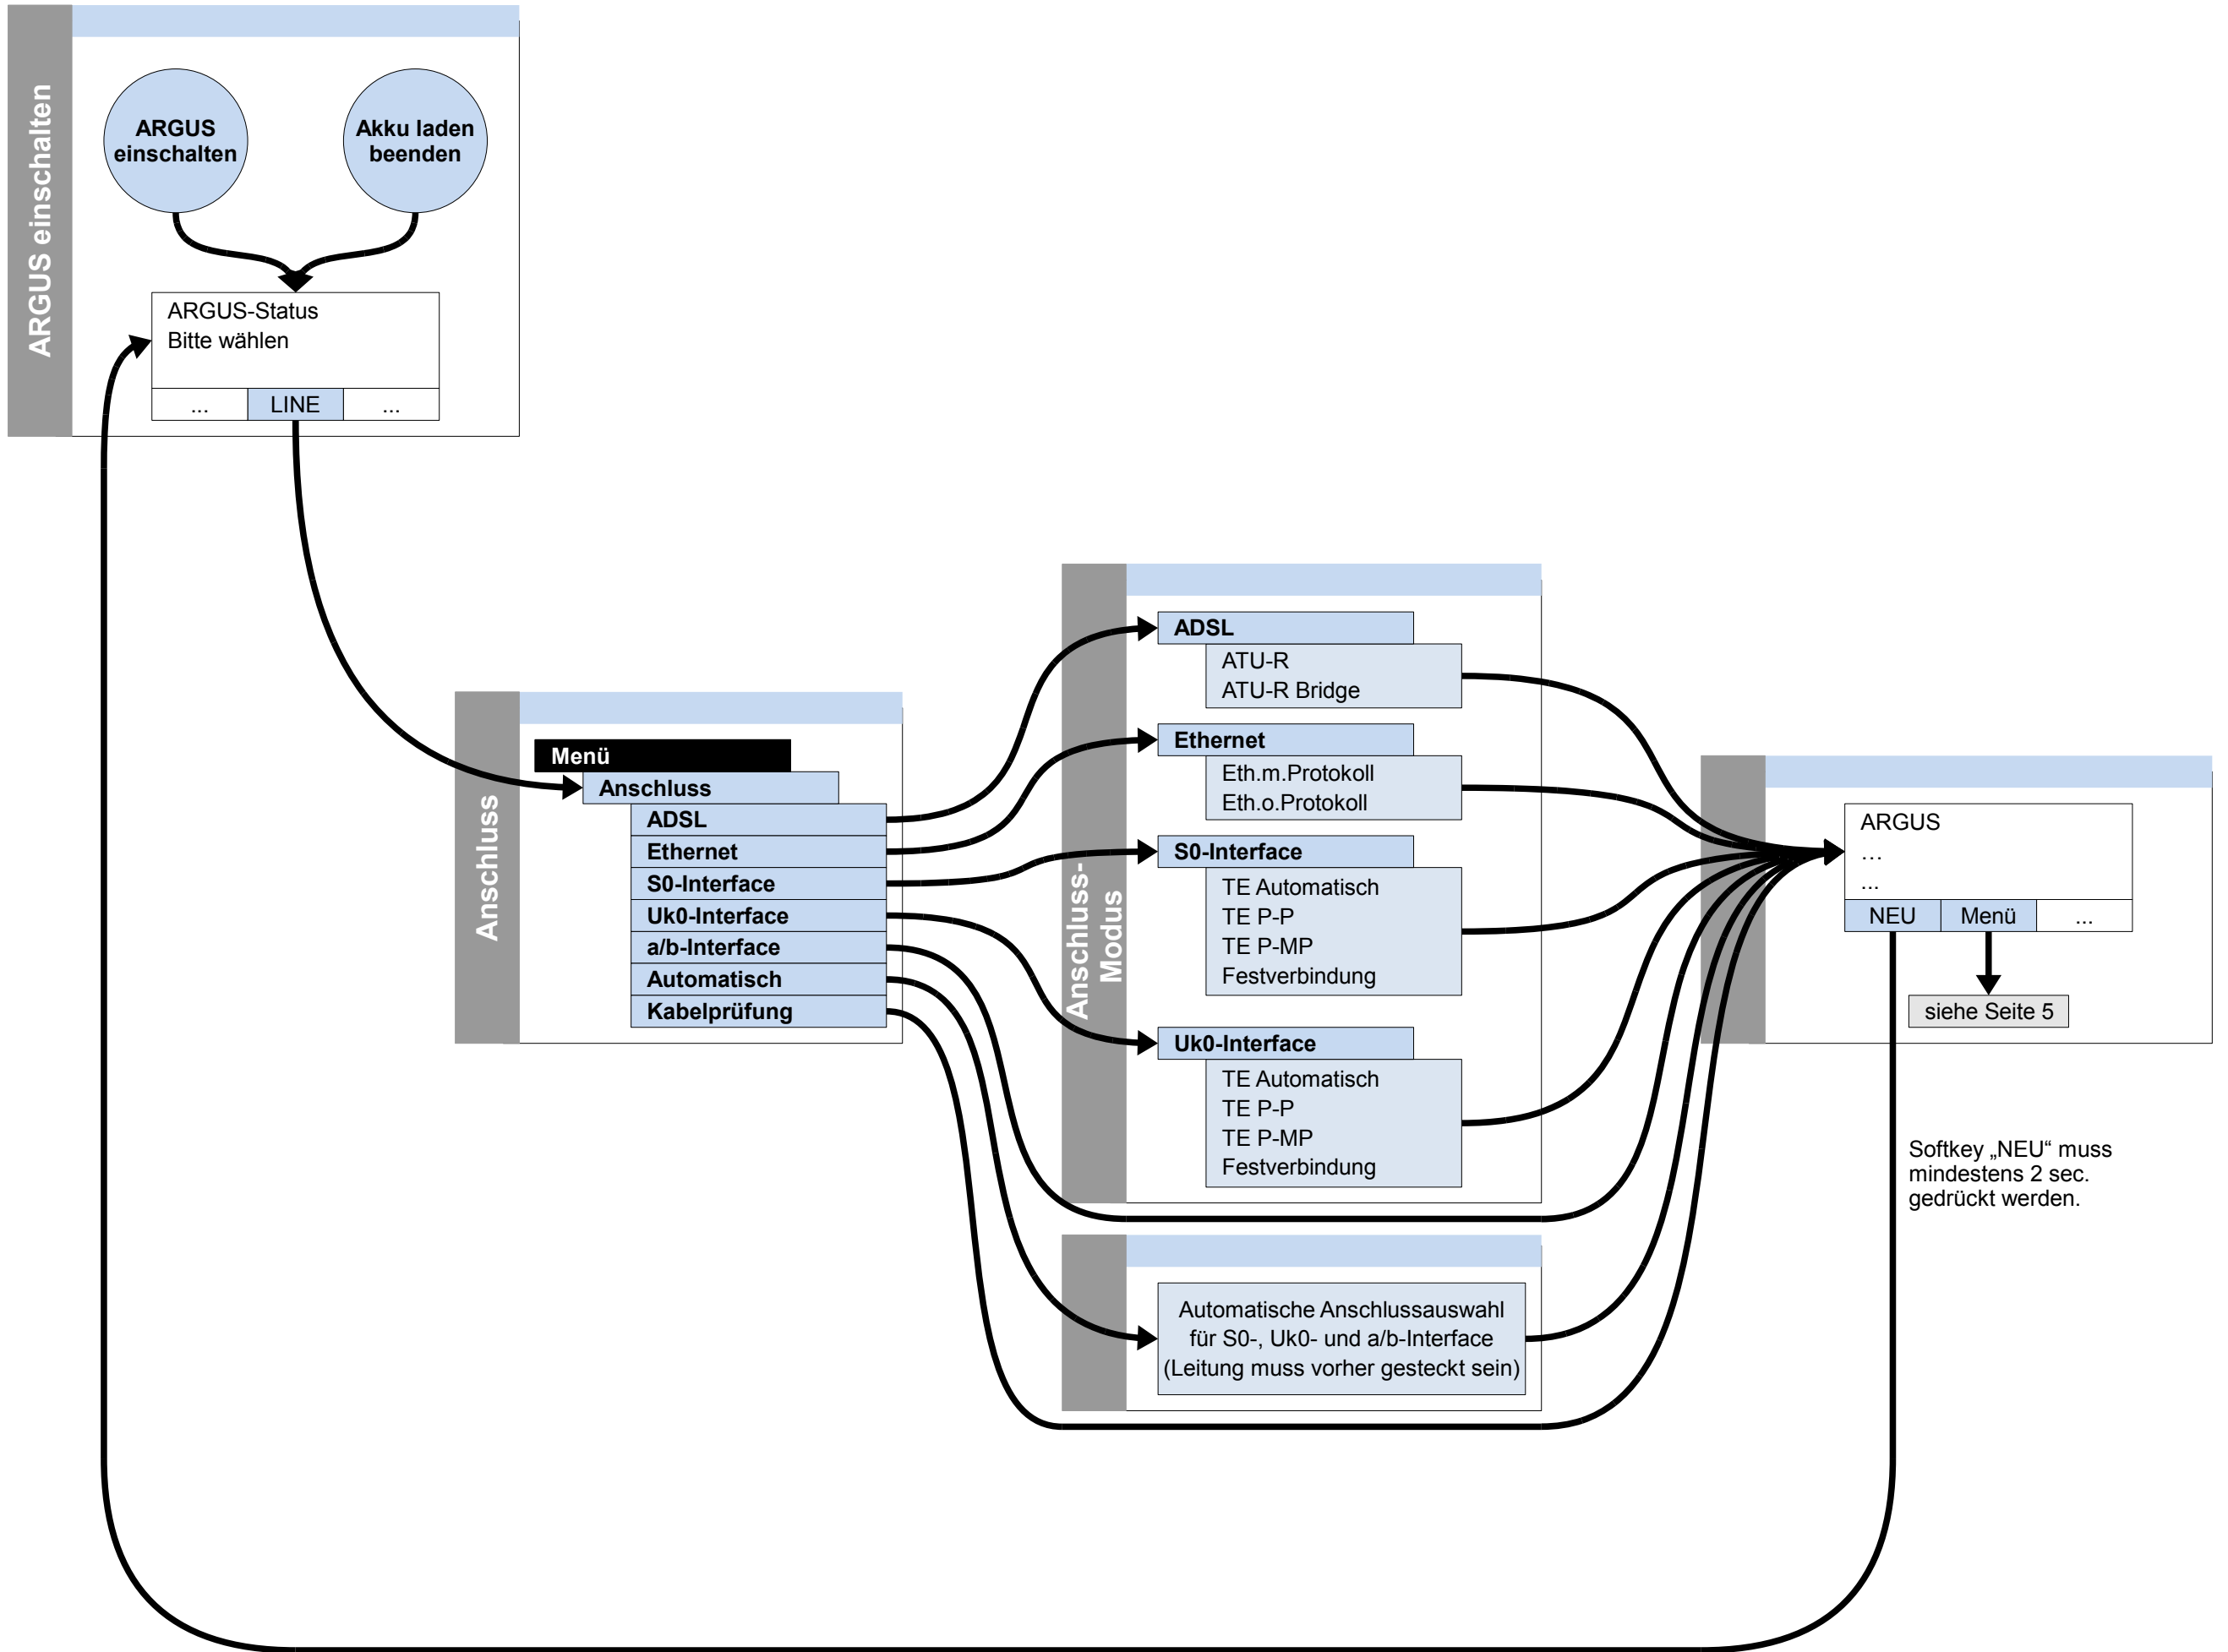 ARGUS einschalten
ARGUS
einschalten
Akku laden
beenden
ARGUS-Status
Bitte wählen
... LINE ...
Anschluss
Menü
Anschluss
ADSL
Ethernet
S0-Interface
Uk0-Interface
a/b-Interface
Automatisch
Kabelprüfung
Anschluss-
Modus
ADSL
ATU-R
ATU-R Bridge
Ethernet
Eth.m.Protokoll
Eth.o.Protokoll
S0-Interface
TE Automatisch
TE P-P
TE P-MP
Festverbindung
Uk0-Interface
TE Automatisch
TE P-P
TE P-MP
Festverbindung
Automatische Anschlussauswahl
für S0-, Uk0- und a/b-Interface
(Leitung muss vorher gesteckt sein)
ARGUS
…
...
NEU Menü ...
siehe Seite 5
Softkey „NEU“ muss
mindestens 2 sec.
gedrückt werden.